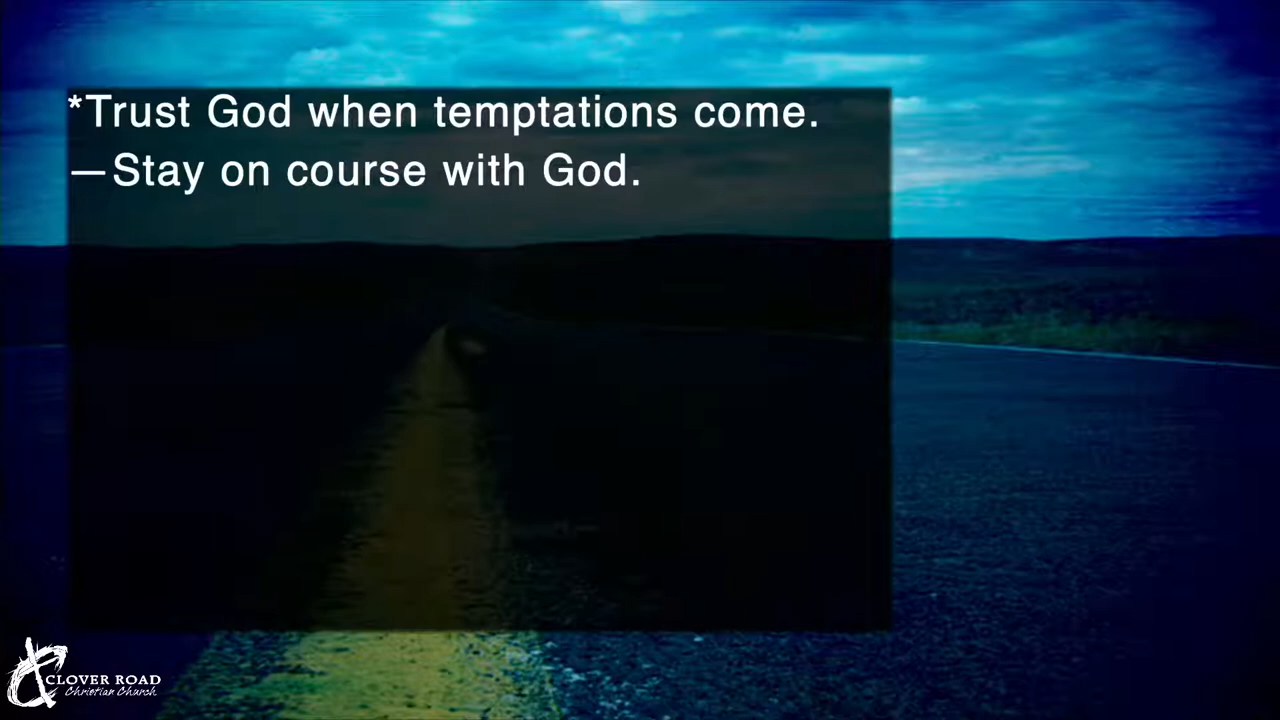 *Trust God when temptations come.
—Stay on course with God.
CLOVER ROAD
Christian Church